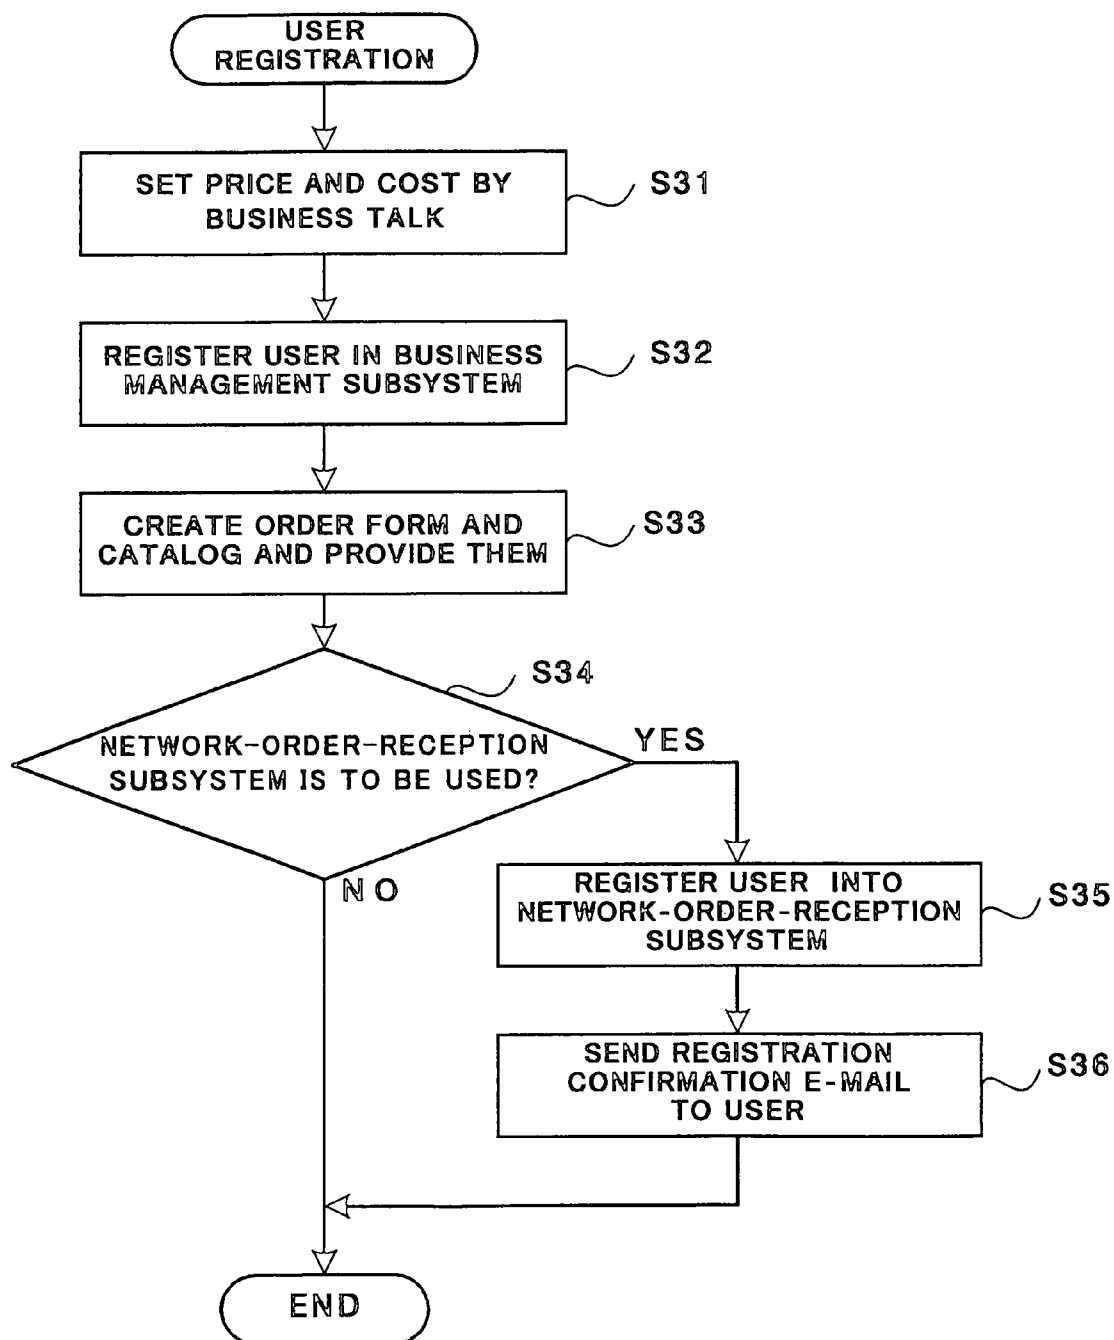 USER
REGISTRATION
SET PRICE AND COST BY
BUSINESS TALK
S31
REGISTER USER IN BUSINESS
MANAGEMENT SUBSYSTEM
S32
CREATE ORDER FORM AND
CATALOG AND PROVIDE THEM
S33
S34
NETWORK-ORDER-RECEPTION
SUBSYSTEM IS TO BE USED?
YES
NO
REGISTER USER INTO
NETWORK-ORDER-RECEPTION
SUBSYSTEM
S35
SEND REGISTRATION
CONFIRMATION E-MAIL
TO USER
S36
END